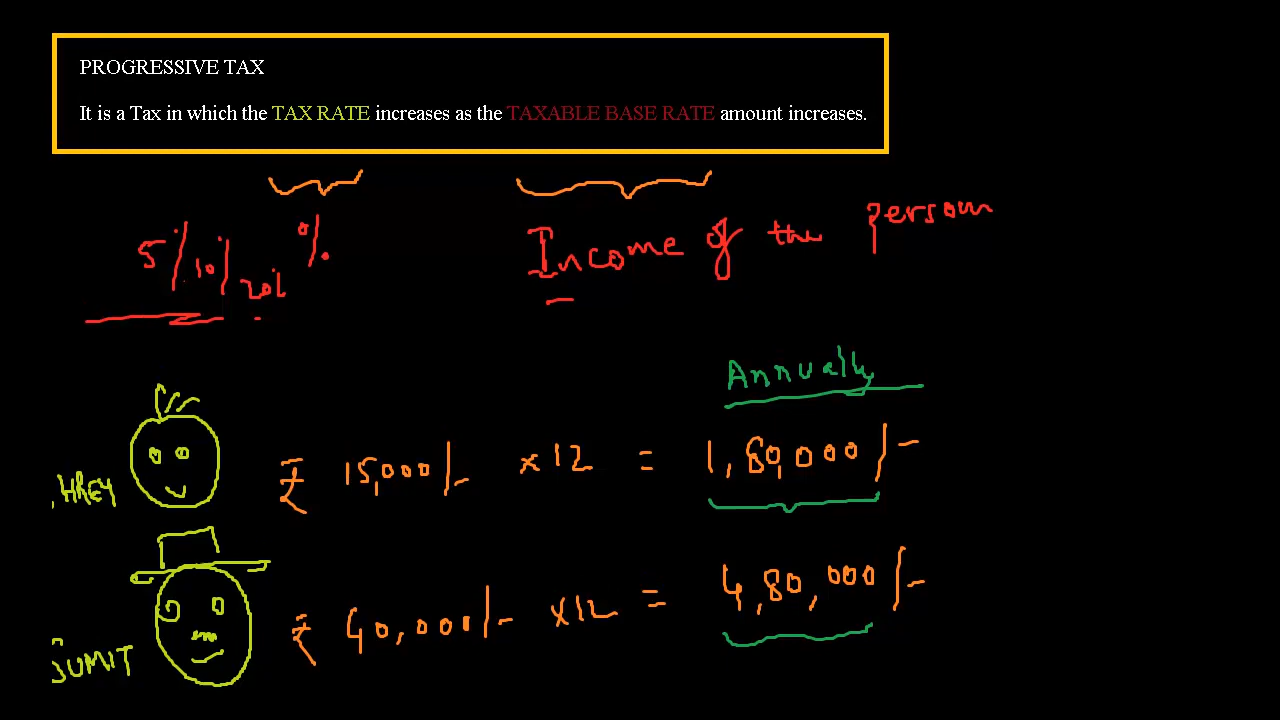 PROGRESSIVE TAX
It is a Tax in which the TAX RATE increases as the TAXABLE BASE RATE amount increases.
5% 10% 20% % Income of the person
Annually
HREY ₹ 15,000/- x12 = 1,80,000/-
SUMIT ₹ 40,000/- x12 = 4,80,000/-